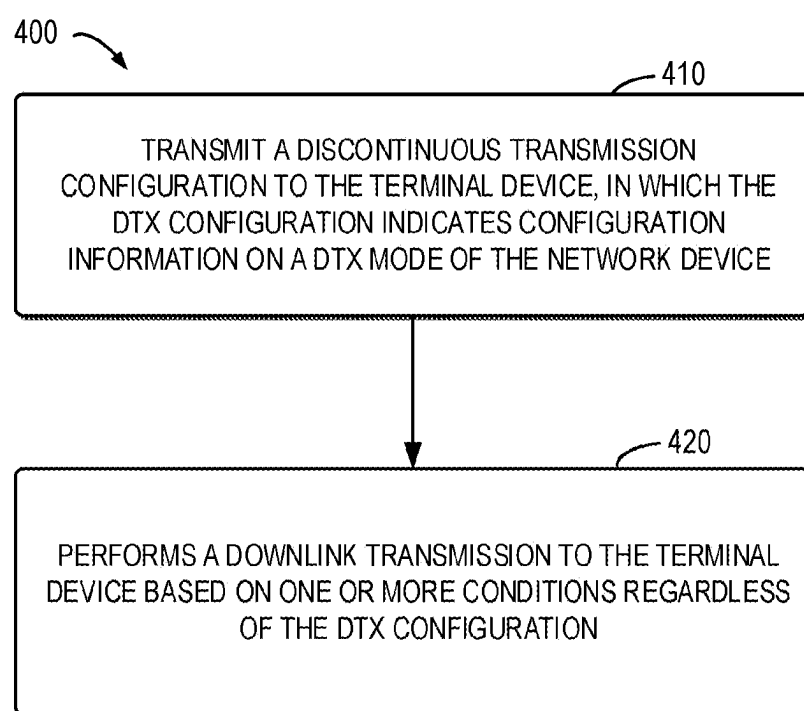 400
410
TRANSMIT A DISCONTINUOUS TRANSMISSION
CONFIGURATION TO THE TERMINAL DEVICE, IN WHICH THE
DTX CONFIGURATION INDICATES CONFIGURATION
INFORMATION ON A DTX MODE OF THE NETWORK DEVICE
420
PERFORMS A DOWNLINK TRANSMISSION TO THE TERMINAL
DEVICE BASED ON ONE OR MORE CONDITIONS REGARDLESS
OF THE DTX CONFIGURATION